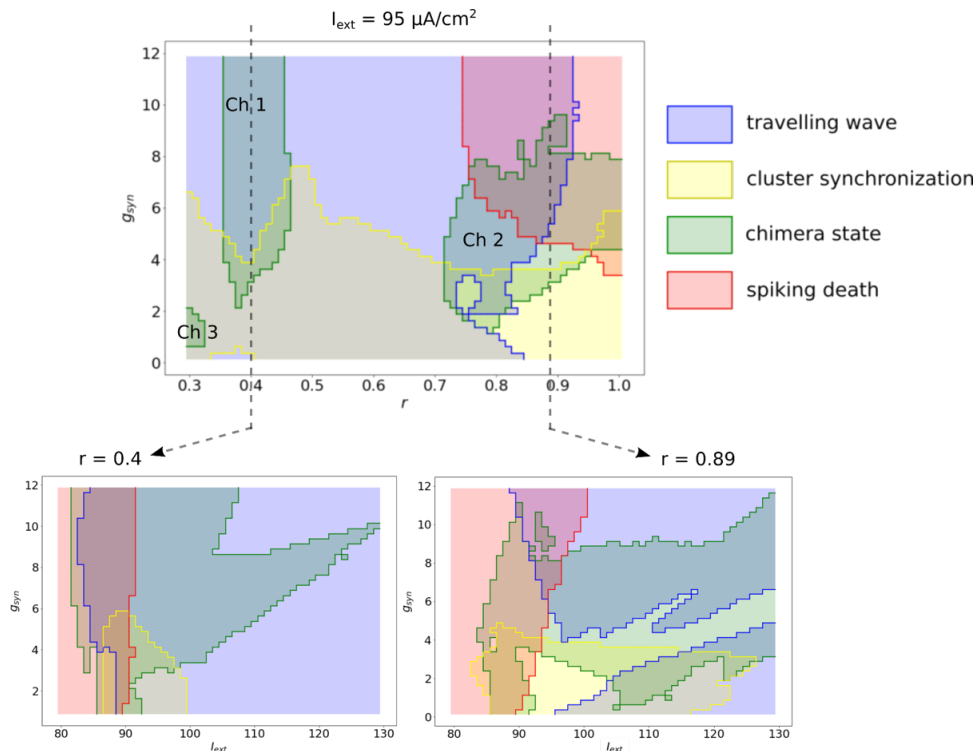 I_ext = 95 μA/cm²
12
10
8
6
4
2
0
g_syn
Ch 1
Ch 2
Ch 3
0.3 0.4 0.5 0.6 0.7 0.8 0.9 1.0
r
travelling wave
cluster synchronization
chimera state
spiking death
r = 0.4
12
10
8
6
4
2
g_syn
80 90 100 110 120 130
I_ext
r = 0.89
12
10
8
6
4
2
0
g_syn
80 90 100 110 120 130
I_ext